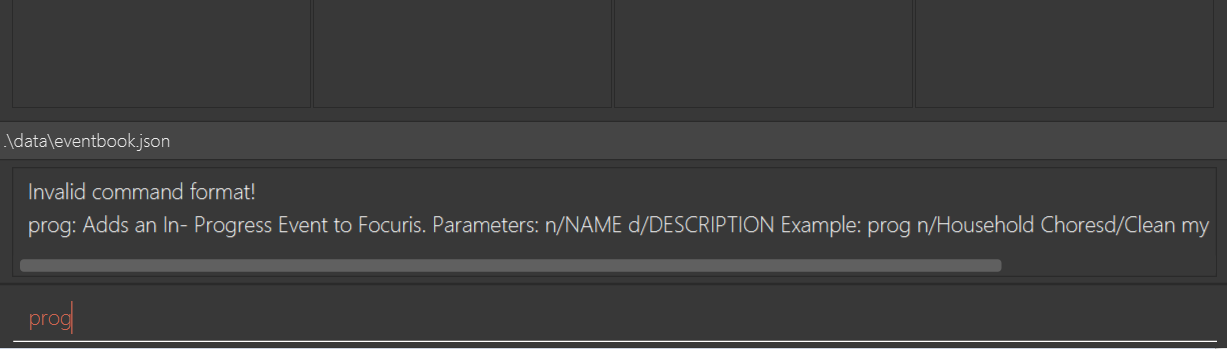 .\data\eventbook.json
Invalid command format!
prog: Adds an In- Progress Event to Focuris. Parameters: n/NAME d/DESCRIPTION Example: prog n/Household Choresd/Clean my
prog